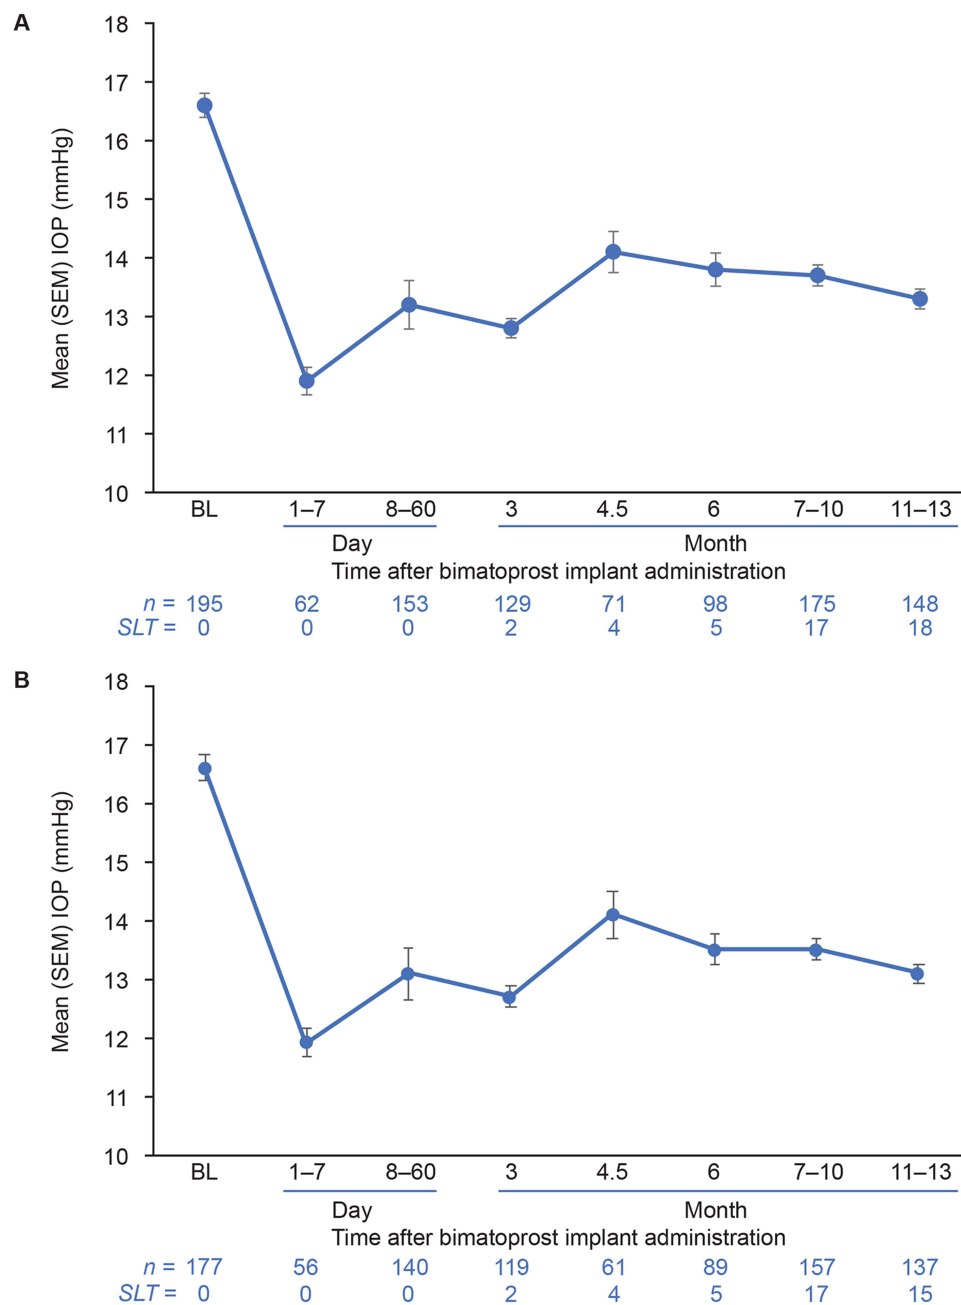 A
Mean (SEM) IOP (mmHg)
18
17
16
15
14
13
12
11
10
BL 1–7 8–60 3 4.5 6 7–10 11–13
Day Month
Time after bimatoprost implant administration
n = 195 62 153 129 71 98 175 148
SLT = 0 0 0 2 4 5 17 18
B
Mean (SEM) IOP (mmHg)
18
17
16
15
14
13
12
11
10
BL 1–7 8–60 3 4.5 6 7–10 11–13
Day Month
Time after bimatoprost implant administration
n = 177 56 140 119 61 89 157 137
SLT = 0 0 0 2 4 5 17 15